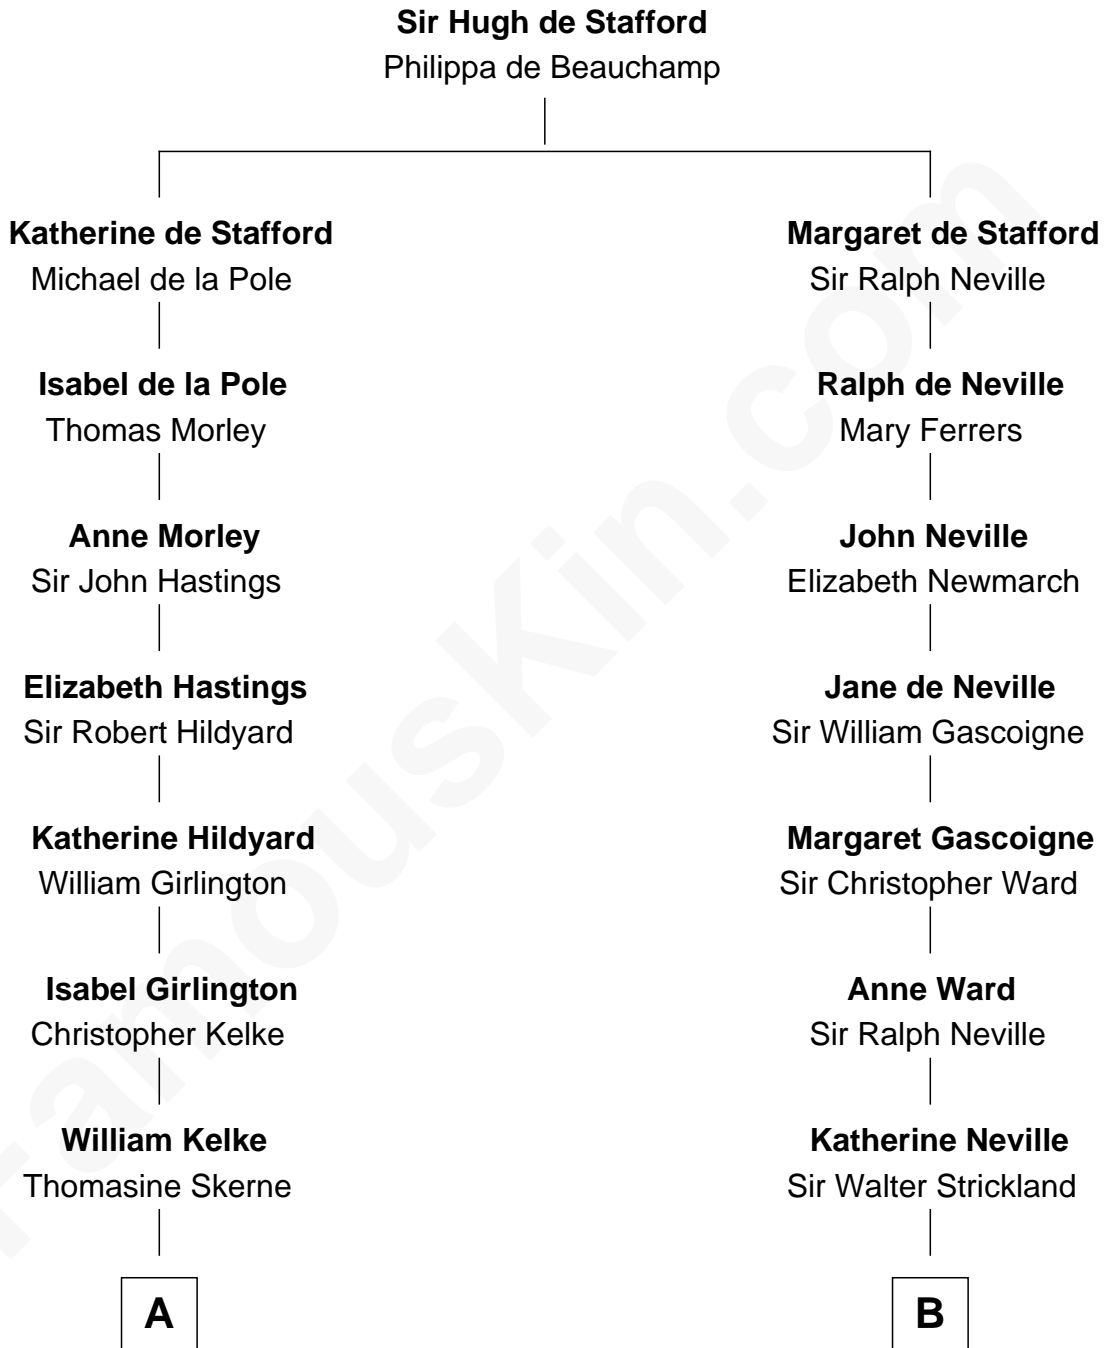 Sir Hugh de Stafford
Philippa de Beauchamp
Katherine de Stafford
Michael de la Pole
Margaret de Stafford
Sir Ralph Neville
Isabel de la Pole
Thomas Morley
Ralph de Neville
Mary Ferrers
Anne Morley
Sir John Hastings
John Neville
Elizabeth Newmarch
Elizabeth Hastings
Sir Robert Hildyard
Jane de Neville
Sir William Gascoigne
Katherine Hildyard
William Girlington
Margaret Gascoigne
Sir Christopher Ward
Isabel Girlington
Christopher Kelke
Anne Ward
Sir Ralph Neville
William Kelke
Thomasine Skerne
Katherine Neville
Sir Walter Strickland
A
B
FamousKin.com